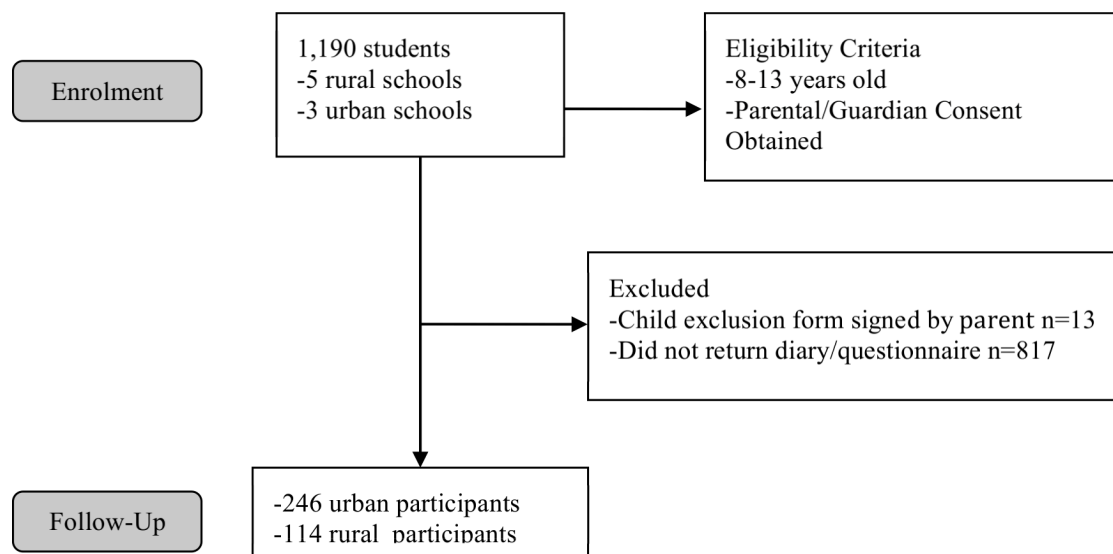 Enrolment
1,190 students
-5 rural schools
-3 urban schools
Eligibility Criteria
-8-13 years old
-Parental/Guardian Consent
Obtained
Excluded
-Child exclusion form signed by parent n=13
-Did not return diary/questionnaire n=817
Follow-Up
-246 urban participants
-114 rural participants